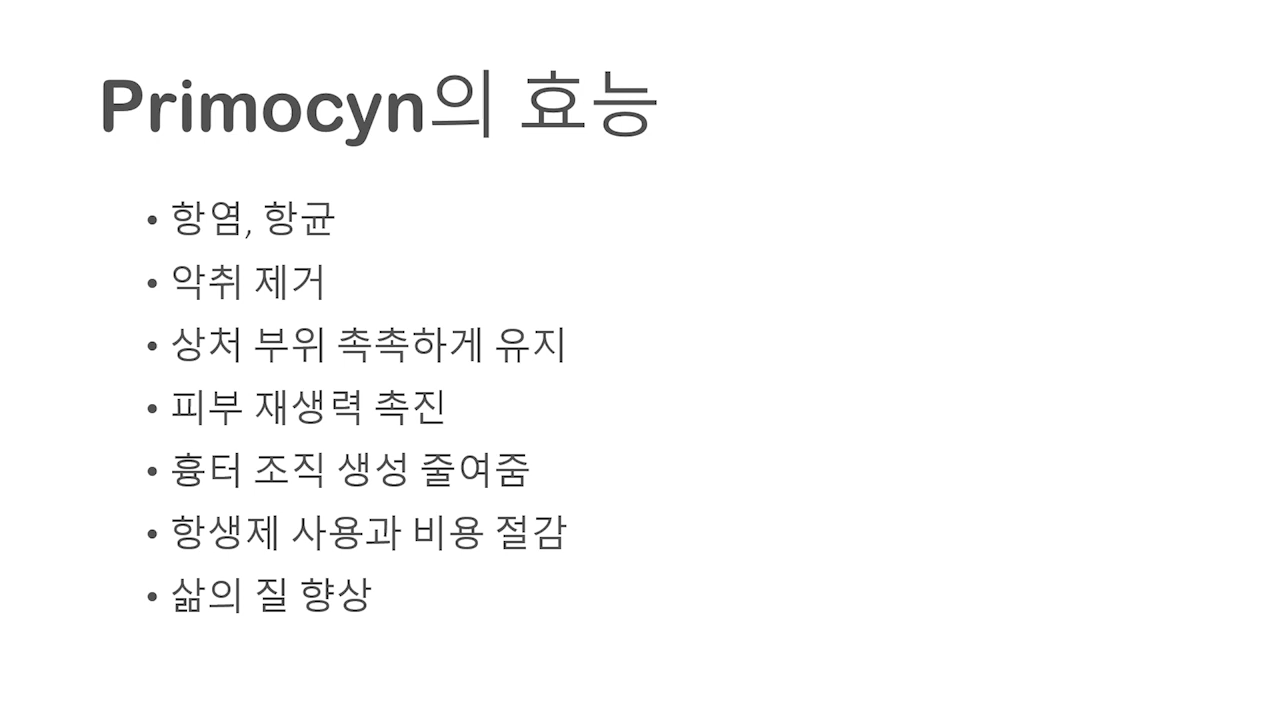 Primocyn의 효능
• 항염, 항균
• 악취 제거
• 상처 부위 촉촉하게 유지
• 피부 재생력 촉진
• 흉터 조직 생성 줄여줌
• 항생제 사용과 비용 절감
• 삶의 질 향상